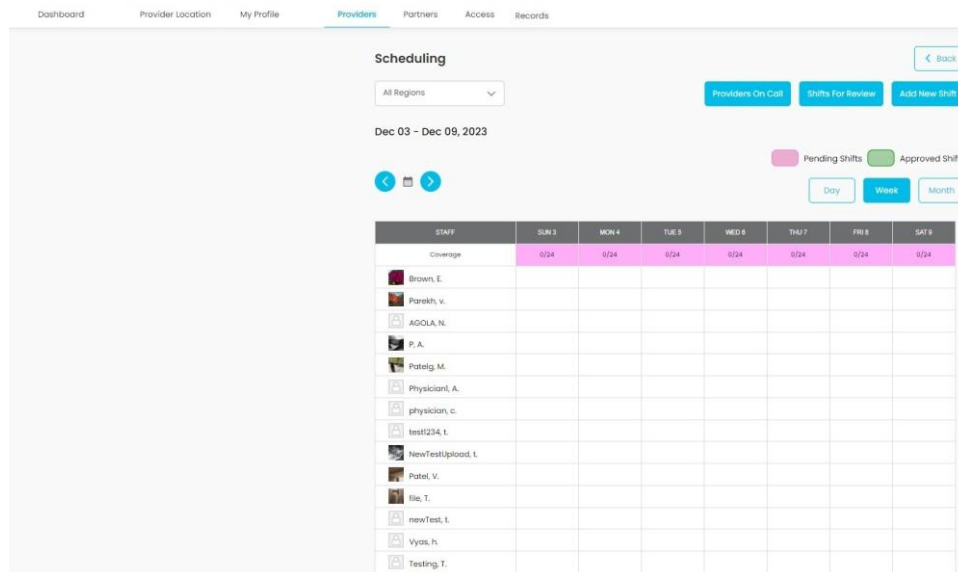 Dashboard Provider Location My Profile Providers Partners Access Records
Scheduling
Back
All Regions
Providers On Call Shifts For Review Add New Shift
Dec 03 - Dec 09, 2023
Pending Shifts Approved Shif
Day Week Month
STAFF SUN 3 MON 4 TUE 5 WED 6 THU 7 FRI 8 SAT 9
Coverage 0/24 0/24 0/24 0/24 0/24 0/24 0/24
Brown, E.
Parekh, v.
AGOLA, N.
P, A.
Patelg, M.
Physician1, A.
physician, c.
test1234, t.
NewTestUpload, t.
Patel, V.
file, T.
newTest, t.
Vyas, h.
Testing, T.